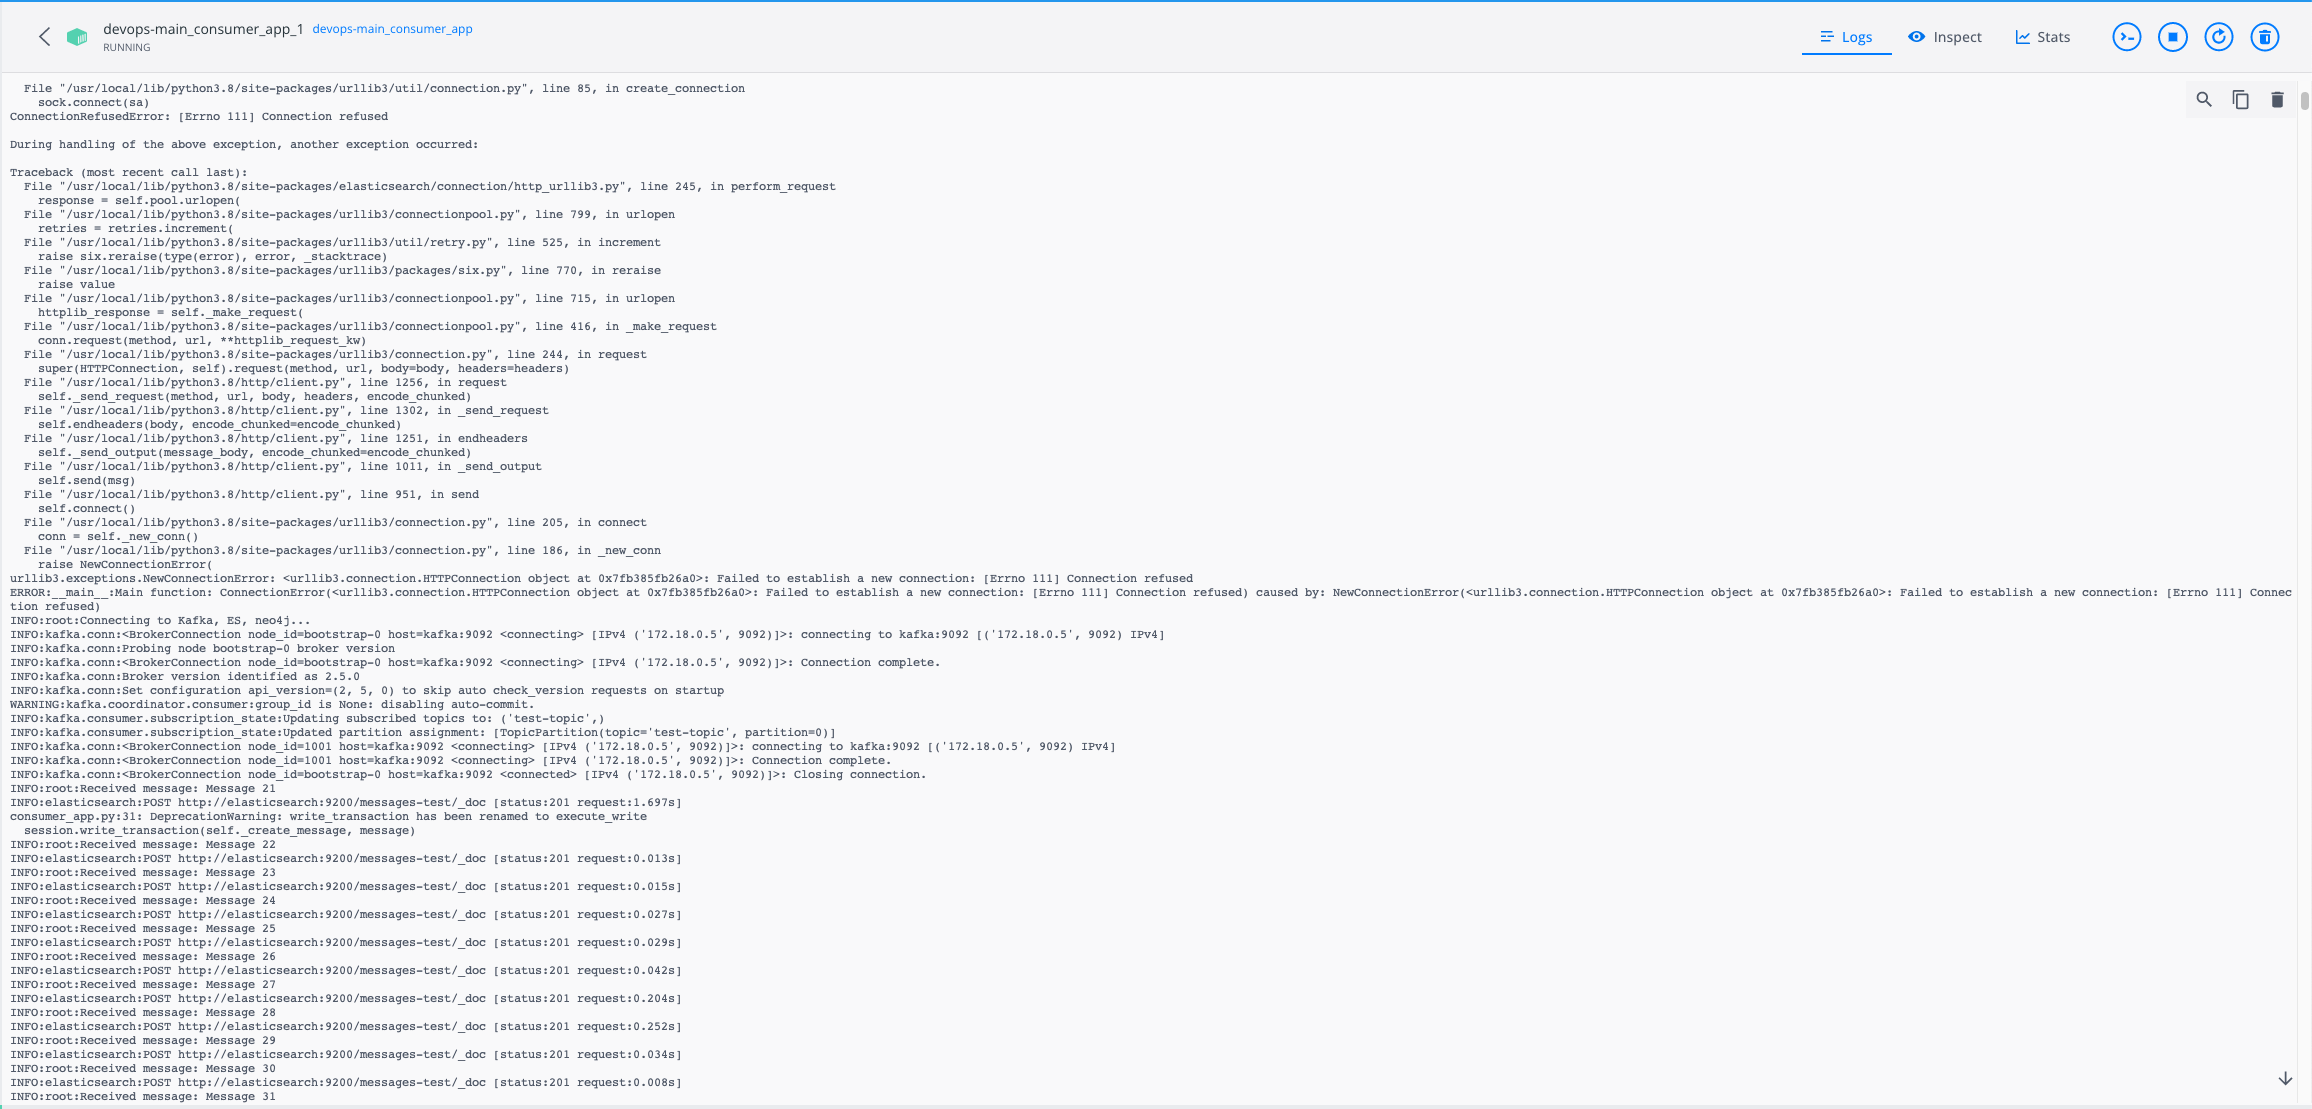 devops-main_consumer_app_1 devops-main_consumer_app
RUNNING
Logs Inspect Stats
File "/usr/local/lib/python3.8/site-packages/urllib3/util/connection.py", line 85, in create_connection
sock.connect(sa)
ConnectionRefusedError: [Errno 111] Connection refused
During handling of the above exception, another exception occurred:
Traceback (most recent call last):
File "/usr/local/lib/python3.8/site-packages/elasticsearch/connection/http_urllib3.py", line 245, in perform_request
response = self.pool.urlopen(
File "/usr/local/lib/python3.8/site-packages/urllib3/connectionpool.py", line 799, in urlopen
retries = retries.increment(
File "/usr/local/lib/python3.8/site-packages/urllib3/util/retry.py", line 525, in increment
raise six.reraise(type(error), error, _stacktrace)
File "/usr/local/lib/python3.8/site-packages/urllib3/packages/six.py", line 770, in reraise
raise value
File "/usr/local/lib/python3.8/site-packages/urllib3/connectionpool.py", line 715, in urlopen
httplib_response = self._make_request(
File "/usr/local/lib/python3.8/site-packages/urllib3/connectionpool.py", line 416, in _make_request
conn.request(method, url, **httplib_request_kw)
File "/usr/local/lib/python3.8/site-packages/urllib3/connection.py", line 244, in request
super(HTTPConnection, self).request(method, url, body=body, headers=headers)
File "/usr/local/lib/python3.8/http/client.py", line 1256, in request
self._send_request(method, url, body, headers, encode_chunked)
File "/usr/local/lib/python3.8/http/client.py", line 1302, in _send_request
self.endheaders(body, encode_chunked=encode_chunked)
File "/usr/local/lib/python3.8/http/client.py", line 1251, in endheaders
self._send_output(message_body, encode_chunked=encode_chunked)
File "/usr/local/lib/python3.8/http/client.py", line 1011, in _send_output
self.send(msg)
File "/usr/local/lib/python3.8/http/client.py", line 951, in send
self.connect()
File "/usr/local/lib/python3.8/site-packages/urllib3/connection.py", line 205, in connect
conn = self._new_conn()
File "/usr/local/lib/python3.8/site-packages/urllib3/connection.py", line 186, in _new_conn
raise NewConnectionError(
urllib3.exceptions.NewConnectionError: <urllib3.connection.HTTPConnection object at 0x7fb385fb26a0>: Failed to establish a new connection: [Errno 111] Connection refused
ERROR:__main__:Main function: ConnectionError(<urllib3.connection.HTTPConnection object at 0x7fb385fb26a0>: Failed to establish a new connection: [Errno 111] Connection refused) caused by: NewConnectionError(<urllib3.connection.HTTPConnection object at 0x7fb385fb26a0>: Failed to establish a new connection: [Errno 111] Connec
tion refused)
INFO:root:Connecting to Kafka, ES, neo4j...
INFO:kafka.conn:<BrokerConnection node_id=bootstrap-0 host=kafka:9092 <connecting> [IPv4 ('172.18.0.5', 9092)]>: connecting to kafka:9092 [('172.18.0.5', 9092) IPv4]
INFO:kafka.conn:Probing node bootstrap-0 broker version
INFO:kafka.conn:<BrokerConnection node_id=bootstrap-0 host=kafka:9092 <connecting> [IPv4 ('172.18.0.5', 9092)]>: Connection complete.
INFO:kafka.conn:Broker version identified as 2.5.0
INFO:kafka.conn:Set configuration api_version=(2, 5, 0) to skip auto check_version requests on startup
WARNING:kafka.coordinator.consumer:group_id is None: disabling auto-commit.
INFO:kafka.consumer.subscription_state:Updating subscribed topics to: ('test-topic',)
INFO:kafka.consumer.subscription_state:Updated partition assignment: [TopicPartition(topic='test-topic', partition=0)]
INFO:kafka.conn:<BrokerConnection node_id=1001 host=kafka:9092 <connecting> [IPv4 ('172.18.0.5', 9092)]>: connecting to kafka:9092 [('172.18.0.5', 9092) IPv4]
INFO:kafka.conn:<BrokerConnection node_id=1001 host=kafka:9092 <connecting> [IPv4 ('172.18.0.5', 9092)]>: Connection complete.
INFO:kafka.conn:<BrokerConnection node_id=bootstrap-0 host=kafka:9092 <connected> [IPv4 ('172.18.0.5', 9092)]>: Closing connection.
INFO:root:Received message: Message 21
INFO:elasticsearch:POST http://elasticsearch:9200/messages-test/_doc [status:201 request:1.697s]
consumer_app.py:31: DeprecationWarning: write_transaction has been renamed to execute_write
session.write_transaction(self._create_message, message)
INFO:root:Received message: Message 22
INFO:elasticsearch:POST http://elasticsearch:9200/messages-test/_doc [status:201 request:0.013s]
INFO:root:Received message: Message 23
INFO:elasticsearch:POST http://elasticsearch:9200/messages-test/_doc [status:201 request:0.015s]
INFO:root:Received message: Message 24
INFO:elasticsearch:POST http://elasticsearch:9200/messages-test/_doc [status:201 request:0.027s]
INFO:root:Received message: Message 25
INFO:elasticsearch:POST http://elasticsearch:9200/messages-test/_doc [status:201 request:0.029s]
INFO:root:Received message: Message 26
INFO:elasticsearch:POST http://elasticsearch:9200/messages-test/_doc [status:201 request:0.042s]
INFO:root:Received message: Message 27
INFO:elasticsearch:POST http://elasticsearch:9200/messages-test/_doc [status:201 request:0.204s]
INFO:root:Received message: Message 28
INFO:elasticsearch:POST http://elasticsearch:9200/messages-test/_doc [status:201 request:0.252s]
INFO:root:Received message: Message 29
INFO:elasticsearch:POST http://elasticsearch:9200/messages-test/_doc [status:201 request:0.034s]
INFO:root:Received message: Message 30
INFO:elasticsearch:POST http://elasticsearch:9200/messages-test/_doc [status:201 request:0.008s]
INFO:root:Received message: Message 31